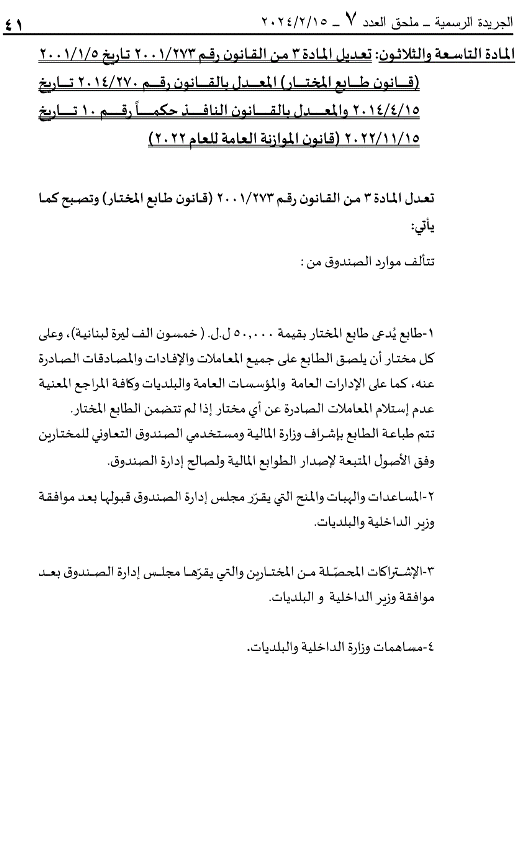 الجريدة الرسمية – ملحق العدد ٧ – ٢٠٢٤/٢/١٥ ٤١
المادة التاسعة والثلاثون: تعديل المادة ٣ من القانون رقم ٢٠٠١/٢٧٣ تاريخ ٢٠٠١/١/٥
(قانون طابع المختار) المعدل بالقانون رقم ٢٠١٤/٢٧٠ تاريخ
٢٠١٤/٤/١٥ والمعدل بالقانون النافذ حكماً رقم ١٠ تاريخ
٢٠٢٢/١١/١٥ (قانون الموازنة العامة للعام ٢٠٢٢)
تعدل المادة ٣ من القانون رقم ٢٠٠١/٢٧٣ (قانون طابع المختار) وتصبح كما
يأتي:
تتألف موارد الصندوق من :
١-طابع يُدعى طابع المختار بقيمة ٥٠,٠٠٠ ل.ل. ( خمسون الف ليرة لبنانية)، وعلى
كل مختار أن يلصق الطابع على جميع المعاملات والإفادات والمصادقات الصادرة
عنه، كما على الإدارات العامة والمؤسسات العامة والبلديات وكافة المراجع المعنية
عدم إستلام المعاملات الصادرة عن أي مختار إذا لم تتضمن الطابع المختار.
تتم طباعة الطابع بإشراف وزارة المالية ومستخدمي الصندوق التعاوني للمختارين
وفق الأصول المتبعة لإصدار الطوابع المالية ولصالح إدارة الصندوق.
٢-المساعدات والهبات والمنح التي يقرّر مجلس إدارة الصندوق قبولها بعد موافقة
وزير الداخلية والبلديات.
٣-الإشتراكات المحصّلة من المختارين والتي يقرّها مجلس إدارة الصندوق بعد
موافقة وزير الداخلية و البلديات.
٤-مساهمات وزارة الداخلية والبلديات.